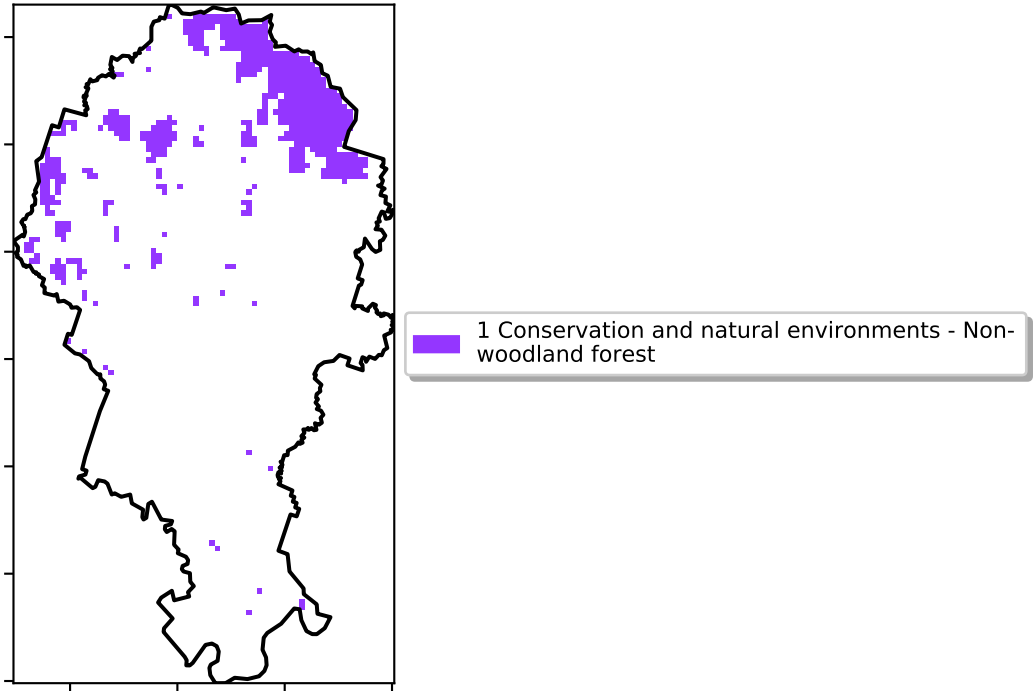 1 Conservation and natural environments - Non-
woodland forest